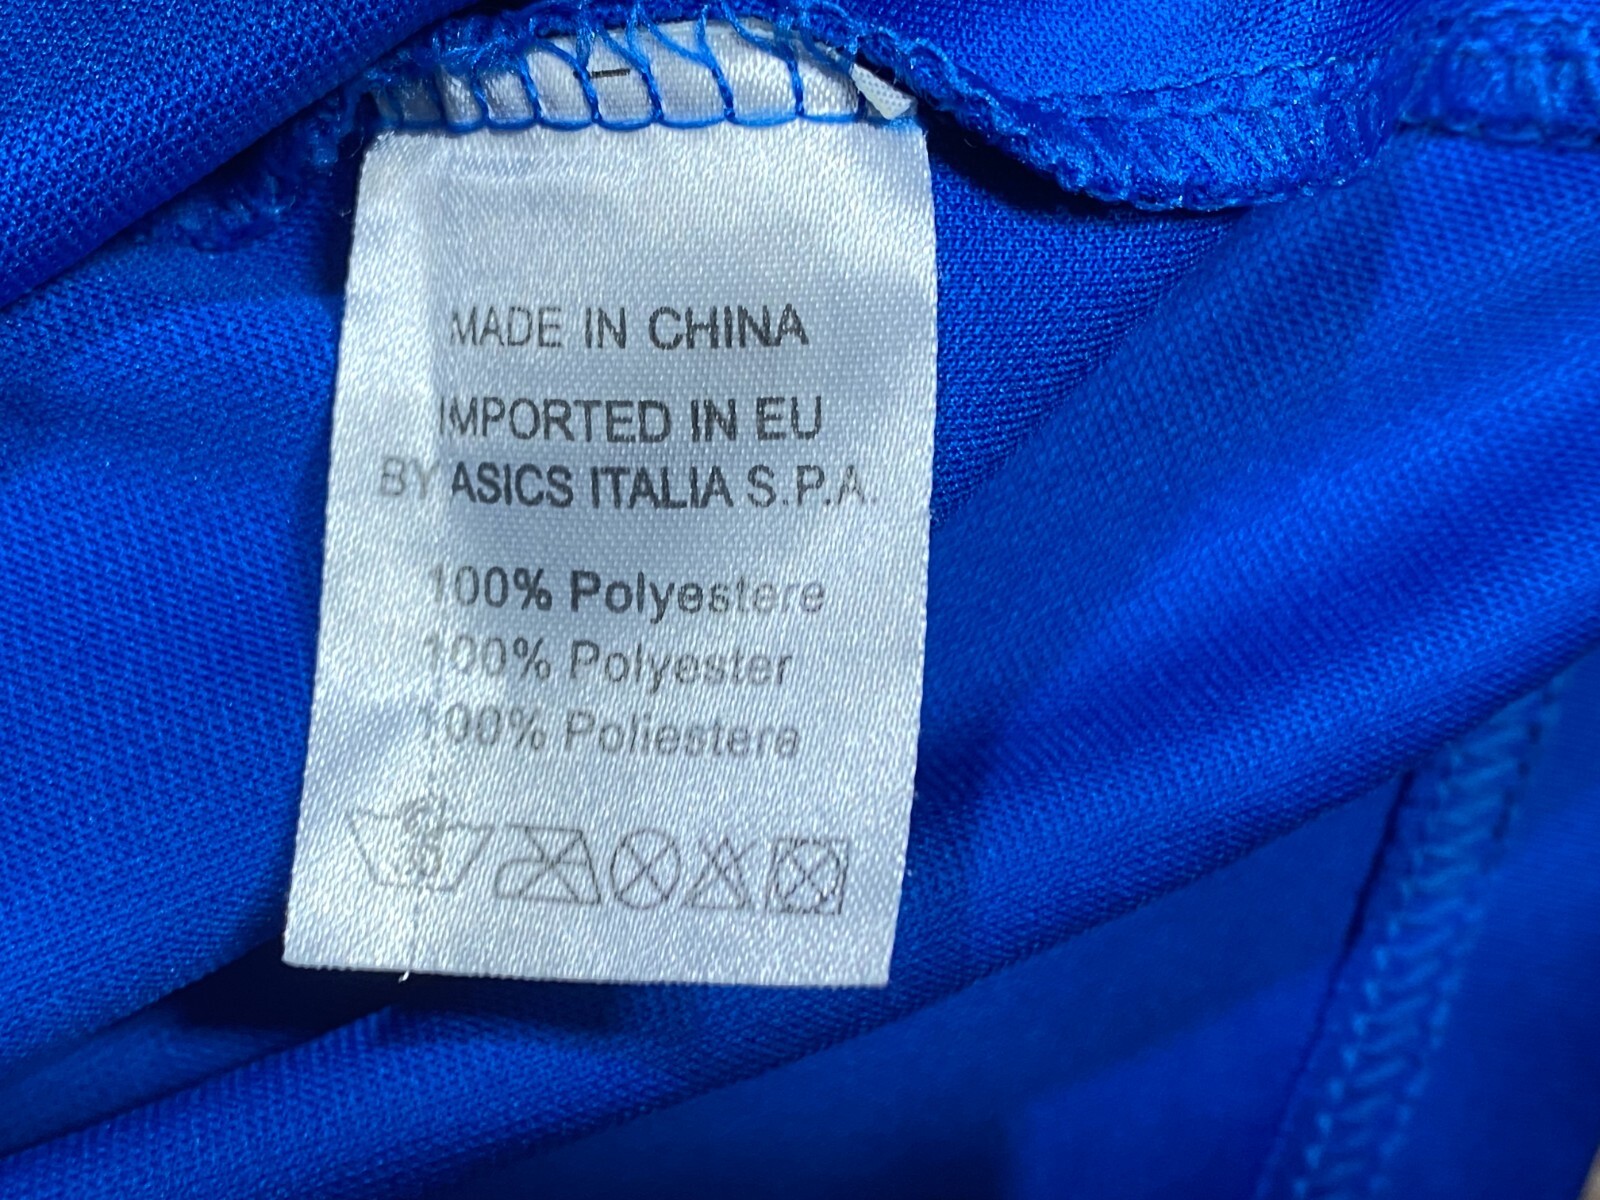 MADE IN CHINA
IMPORTED IN EU
BY ASICS ITALIA S.P.A.
100% Polyestere
100% Polyester
100% Poliestere